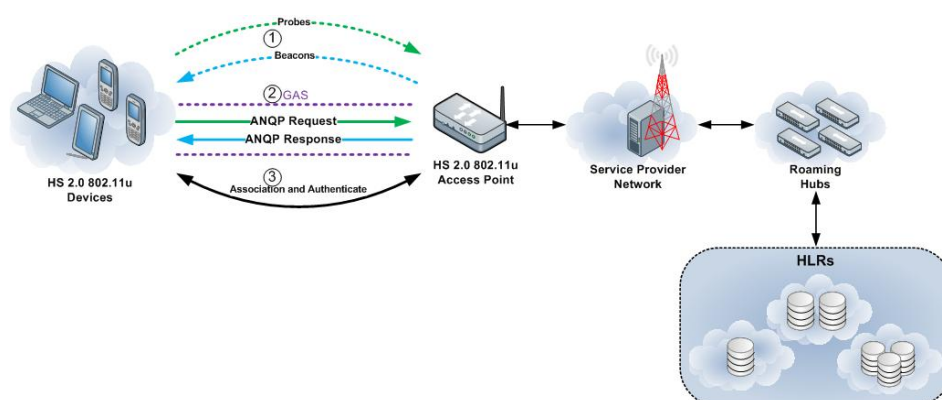 Probes
①
Beacons
② GAS
ANQP Request
ANQP Response
③
Association and Authenticate
HS 2.0 802.11u
Devices
HS 2.0 802.11u
Access Point
Service Provider
Network
Roaming
Hubs
HLRs